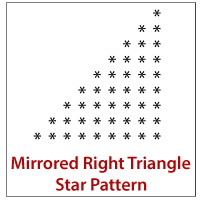 *
* *
* * *
* * * *
* * * * *
* * * * * *
* * * * * * *
* * * * * * * *
* * * * * * * * *
Mirrored Right Triangle
Star Pattern